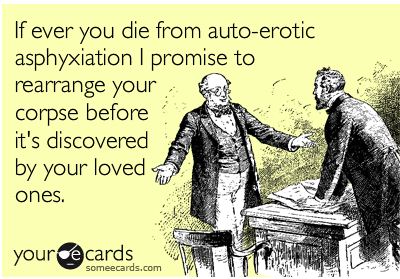 If ever you die from auto-erotic
asphyxiation I promise to
rearrange your
corpse before
it's discovered
by your loved
ones.
your e cards
someecards.com